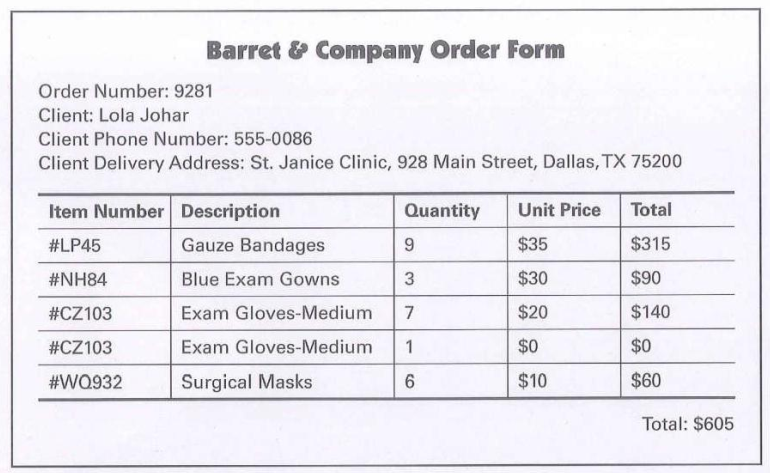 Barret & Company Order Form
Order Number: 9281
Client: Lola Johar
Client Phone Number: 555-0086
Client Delivery Address: St. Janice Clinic, 928 Main Street, Dallas, TX 75200
Item Number Description Quantity Unit Price Total
#LP45 Gauze Bandages 9 $35 $315
#NH84 Blue Exam Gowns 3 $30 $90
#CZ103 Exam Gloves-Medium 7 $20 $140
#CZ103 Exam Gloves-Medium 1 $0 $0
#WQ932 Surgical Masks 6 $10 $60
Total: $605